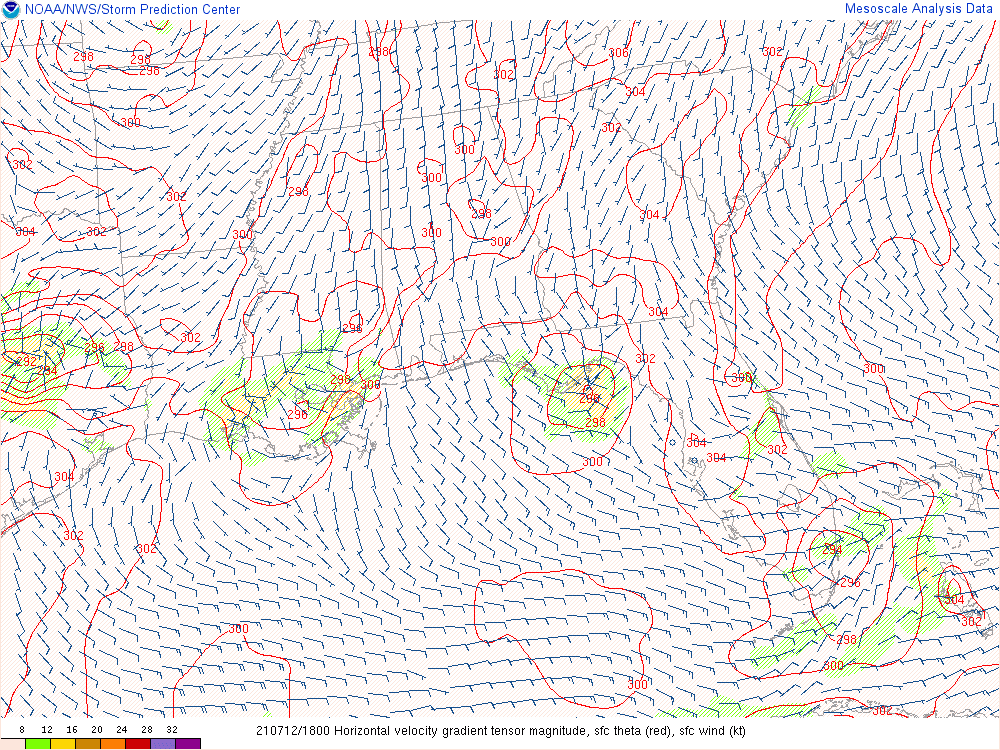 NOAA/NWS/Storm Prediction Center
Mesoscale Analysis Data
298 298 298 306 302
298 302
304
300 302
300
302 300
302 298 304
298
304 302 300 300 300
304
302 296
296 298 302
292
294 298 300 300 300
298
296 298
304 302
304 300
304
302
302 294
296
304
302
300 298
300
300
302
8 12 16 20 24 28 32
210712/1800 Horizontal velocity gradient tensor magnitude, sfc theta (red), sfc wind (kt)